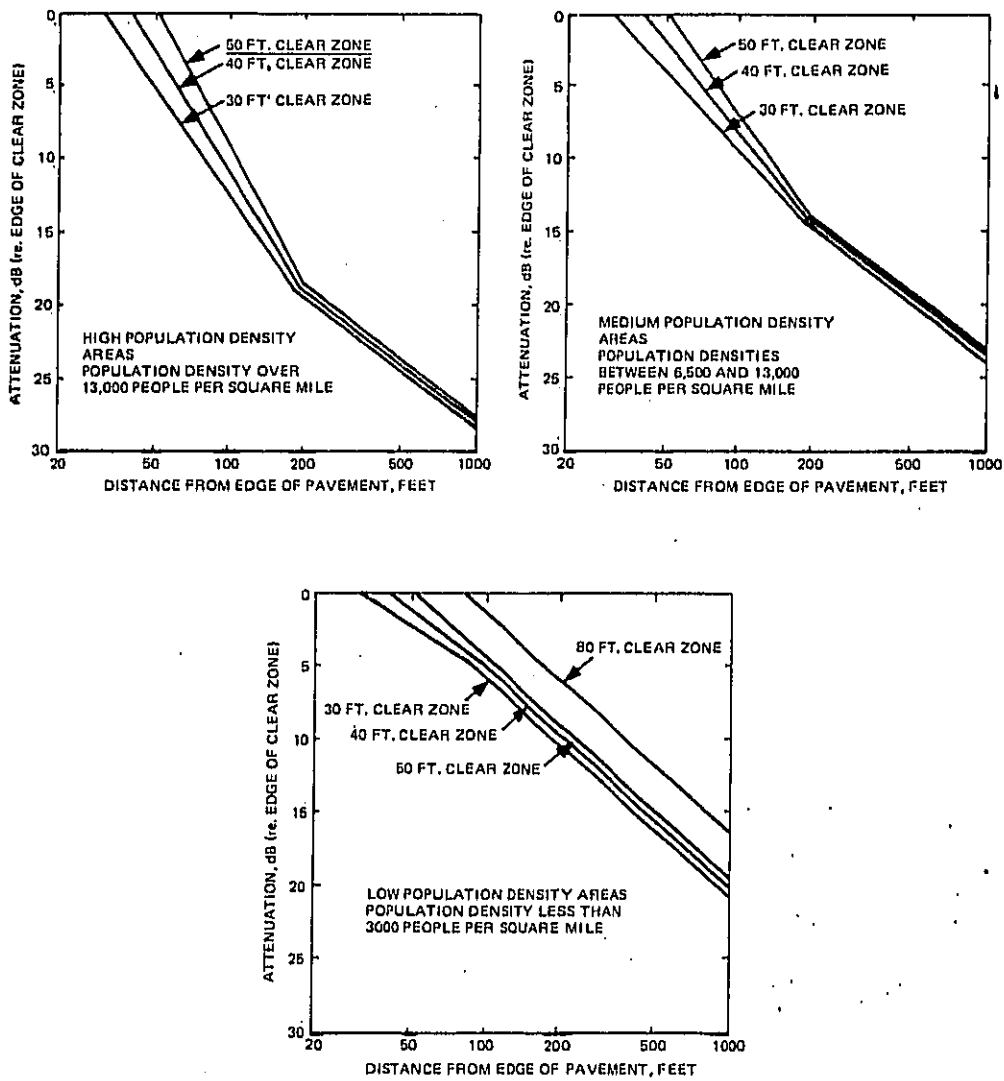 ATTENUATION, dB (re. EDGE OF CLEAR ZONE)
0
5
10
15
20
25
30
50 FT. CLEAR ZONE
40 FT. CLEAR ZONE
30 FT' CLEAR ZONE
HIGH POPULATION DENSITY
AREAS
POPULATION DENSITY OVER
13,000 PEOPLE PER SQUARE MILE
20
50
100
200
500
1000
DISTANCE FROM EDGE OF PAVEMENT, FEET
ATTENUATION, dB (re. EDGE OF CLEAR ZONE)
0
5
10
15
20
25
30
50 FT. CLEAR ZONE
40 FT. CLEAR ZONE
30 FT. CLEAR ZONE
MEDIUM POPULATION DENSITY
AREAS
POPULATION DENSITIES
BETWEEN 6,500 AND 13,000
PEOPLE PER SQUARE MILE
20
50
100
200
500
1000
DISTANCE FROM EDGE OF PAVEMENT, FEET
ATTENUATION, dB (re. EDGE OF CLEAR ZONE)
0
5
10
15
20
25
30
80 FT. CLEAR ZONE
30 FT. CLEAR ZONE
40 FT. CLEAR ZONE
50 FT. CLEAR ZONE
LOW POPULATION DENSITY AREAS
POPULATION DENSITY LESS THAN
3000 PEOPLE PER SQUARE MILE
20
50
100
200
500
1000
DISTANCE FROM EDGE OF PAVEMENT, FEET